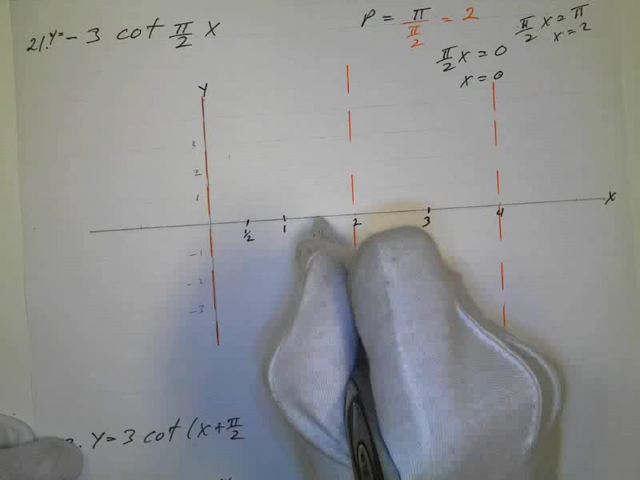 21. y = -3 cot π/2 x
P = π / π/2 = 2
π/2 x = 0
x = 0
π/2 x = π
x = 2
Y
3
2
1
X
1/2 1 2 3 4
-1
-2
-3
. Y = 3 cot (x + π/2